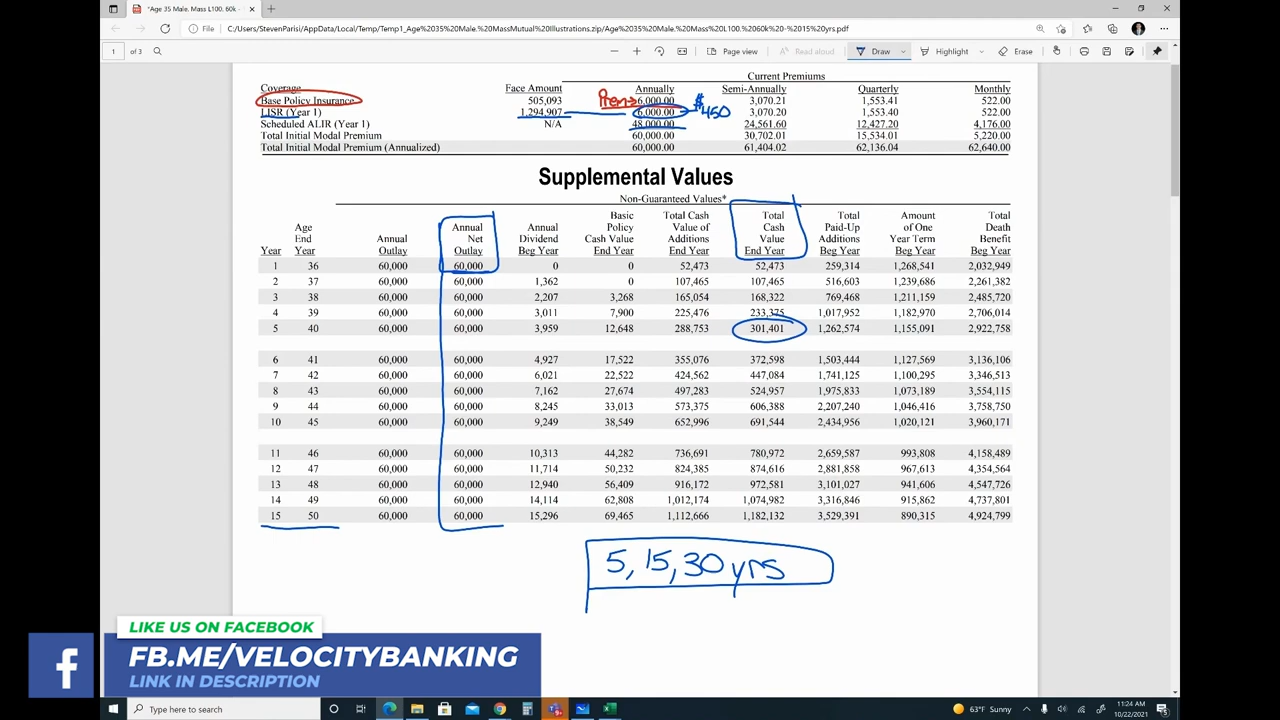 "Age 35 Male. Mass L100. 60k -
File
C:/Users/StevenParisi/AppData/Local/Temp/Temp1_Age%2035%20Male.%20MassMutual%20Illustrations.zip/Age%2035%20Male.%20Mass%20L100.%2060k%20-%2015%20yrs.pdf
1 of 3
Page view
Read aloud
Draw
Highlight
Erase
Current Premiums
Coverage Face Amount Annually Semi-Annually Quarterly Monthly
Base Policy Insurance 505,093 Prem→ 6,000.00 3,070.21 1,553.41 522.00
LISR (Year 1) 1,294,907 6,000.00 → $450 3,070.20 1,553.40 522.00
Scheduled ALIR (Year 1) N/A 48,000.00 24,561.60 12,427.20 4,176.00
Total Initial Modal Premium 60,000.00 30,702.01 15,534.01 5,220.00
Total Initial Modal Premium (Annualized) 60,000.00 61,404.02 62,136.04 62,640.00
Supplemental Values
Non-Guaranteed Values*
Basic Total Cash Total Total Amount Total
Age Annual Annual Policy Value of Cash Paid-Up of One Death
End Annual Net Dividend Cash Value Additions Value Additions Year Term Benefit
Year Year Outlay Outlay Beg Year End Year End Year End Year Beg Year Beg Year Beg Year
1 36 60,000 60,000 0 0 52,473 52,473 259,314 1,268,541 2,032,949
2 37 60,000 60,000 1,362 0 107,465 107,465 516,603 1,239,686 2,261,382
3 38 60,000 60,000 2,207 3,268 165,054 168,322 769,468 1,211,159 2,485,720
4 39 60,000 60,000 3,011 7,900 225,476 233,375 1,017,952 1,182,970 2,706,014
5 40 60,000 60,000 3,959 12,648 288,753 301,401 1,262,574 1,155,091 2,922,758
6 41 60,000 60,000 4,927 17,522 355,076 372,598 1,503,444 1,127,569 3,136,106
7 42 60,000 60,000 6,021 22,522 424,562 447,084 1,741,125 1,100,295 3,346,513
8 43 60,000 60,000 7,162 27,674 497,283 524,957 1,975,833 1,073,189 3,554,115
9 44 60,000 60,000 8,245 33,013 573,375 606,388 2,207,240 1,046,416 3,758,750
10 45 60,000 60,000 9,249 38,549 652,996 691,544 2,434,956 1,020,121 3,960,171
11 46 60,000 60,000 10,313 44,282 736,691 780,972 2,659,587 993,808 4,158,489
12 47 60,000 60,000 11,714 50,232 824,385 874,616 2,881,858 967,613 4,354,564
13 48 60,000 60,000 12,940 56,409 916,172 972,581 3,101,027 941,606 4,547,726
14 49 60,000 60,000 14,114 62,808 1,012,174 1,074,982 3,316,846 915,862 4,737,801
15 50 60,000 60,000 15,296 69,465 1,112,666 1,182,132 3,529,391 890,315 4,924,799
5, 15, 30 yrs
LIKE US ON FACEBOOK
FB.ME/VELOCITYBANKING
LINK IN DESCRIPTION
Type here to search
63°F Sunny
11:24 AM
10/22/2021